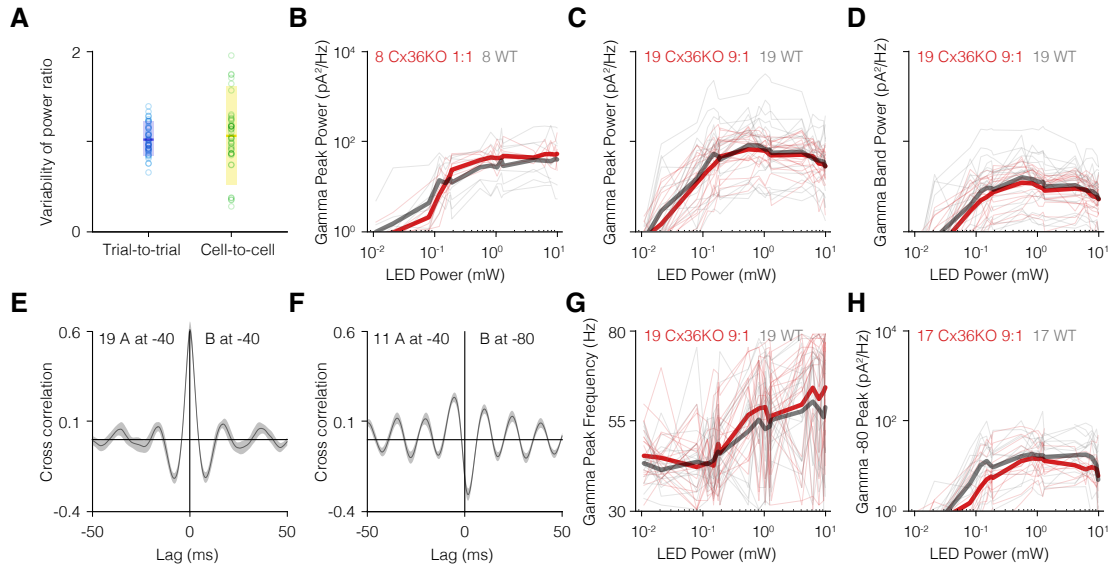 A
Variability of power ratio
2
1
0
Trial-to-trial
Cell-to-cell
B
Gamma Peak Power (pA²/Hz)
10⁴
10²
10⁰
8 Cx36KO 1:1 8 WT
10⁻² 10⁻¹ 10⁰ 10¹
LED Power (mW)
C
Gamma Peak Power (pA²/Hz)
10⁴
10²
10⁰
19 Cx36KO 9:1 19 WT
10⁻² 10⁻¹ 10⁰ 10¹
LED Power (mW)
D
Gamma Band Power (pA²/Hz)
10⁴
10²
10⁰
19 Cx36KO 9:1 19 WT
10⁻² 10⁻¹ 10⁰ 10¹
LED Power (mW)
E
Cross correlation
0.6
0.1
-0.4
19 A at -40 B at -40
-50 0 50
Lag (ms)
F
Cross correlation
0.6
0.1
-0.4
11 A at -40 B at -80
-50 0 50
Lag (ms)
G
Gamma Peak Frequency (Hz)
80
55
30
19 Cx36KO 9:1 19 WT
10⁻² 10⁻¹ 10⁰ 10¹
LED Power (mW)
H
Gamma -80 Peak (pA²/Hz)
10⁴
10²
10⁰
17 Cx36KO 9:1 17 WT
10⁻² 10⁻¹ 10⁰ 10¹
LED Power (mW)